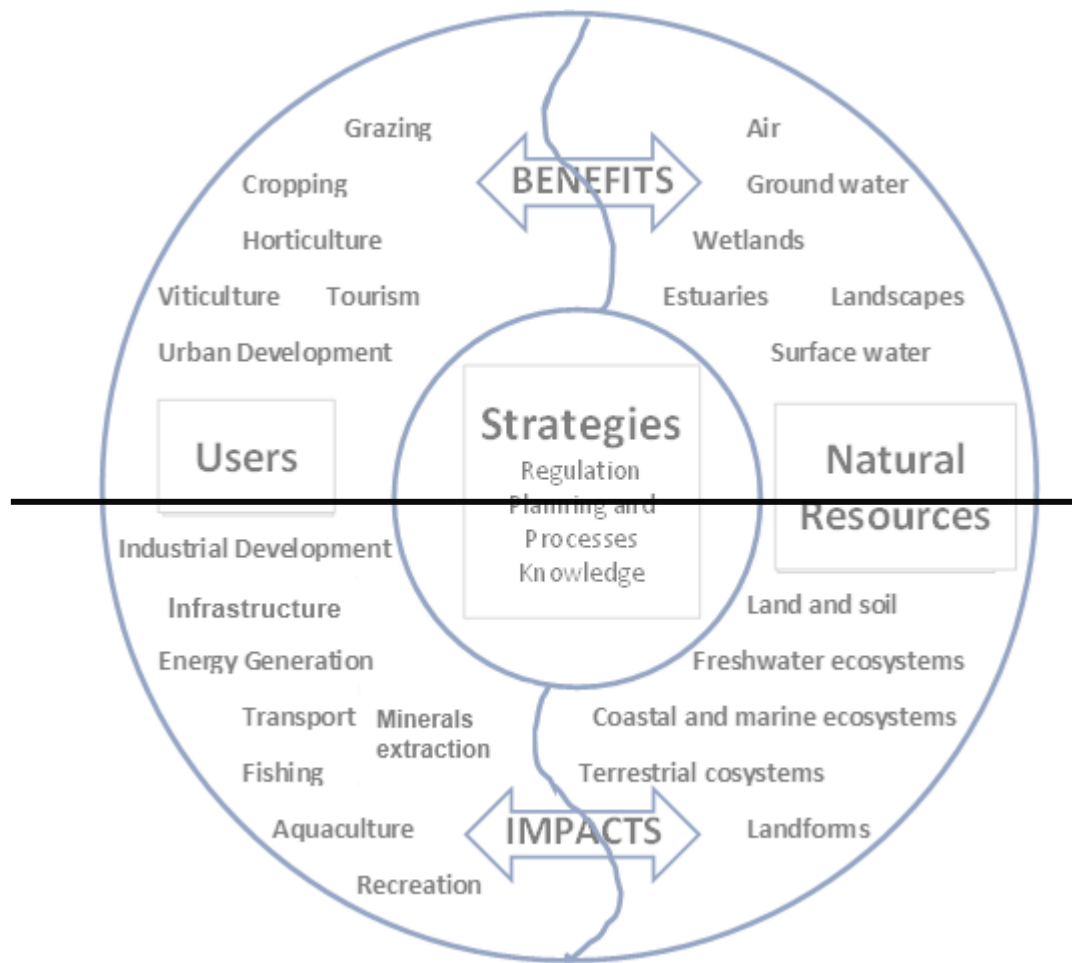 Grazing
Air
BENEFITS
Cropping
Ground water
Horticulture
Wetlands
Viticulture
Tourism
Estuaries
Landscapes
Urban Development
Surface water
Strategies
Users
Natural
Regulation
Planning and
Resources
Processes
Industrial Development
Knowledge
Infrastructure
Land and soil
Energy Generation
Freshwater ecosystems
Transport
Minerals
Coastal and marine ecosystems
extraction
Fishing
Terrestrial cosystems
Aquaculture
IMPACTS
Landforms
Recreation